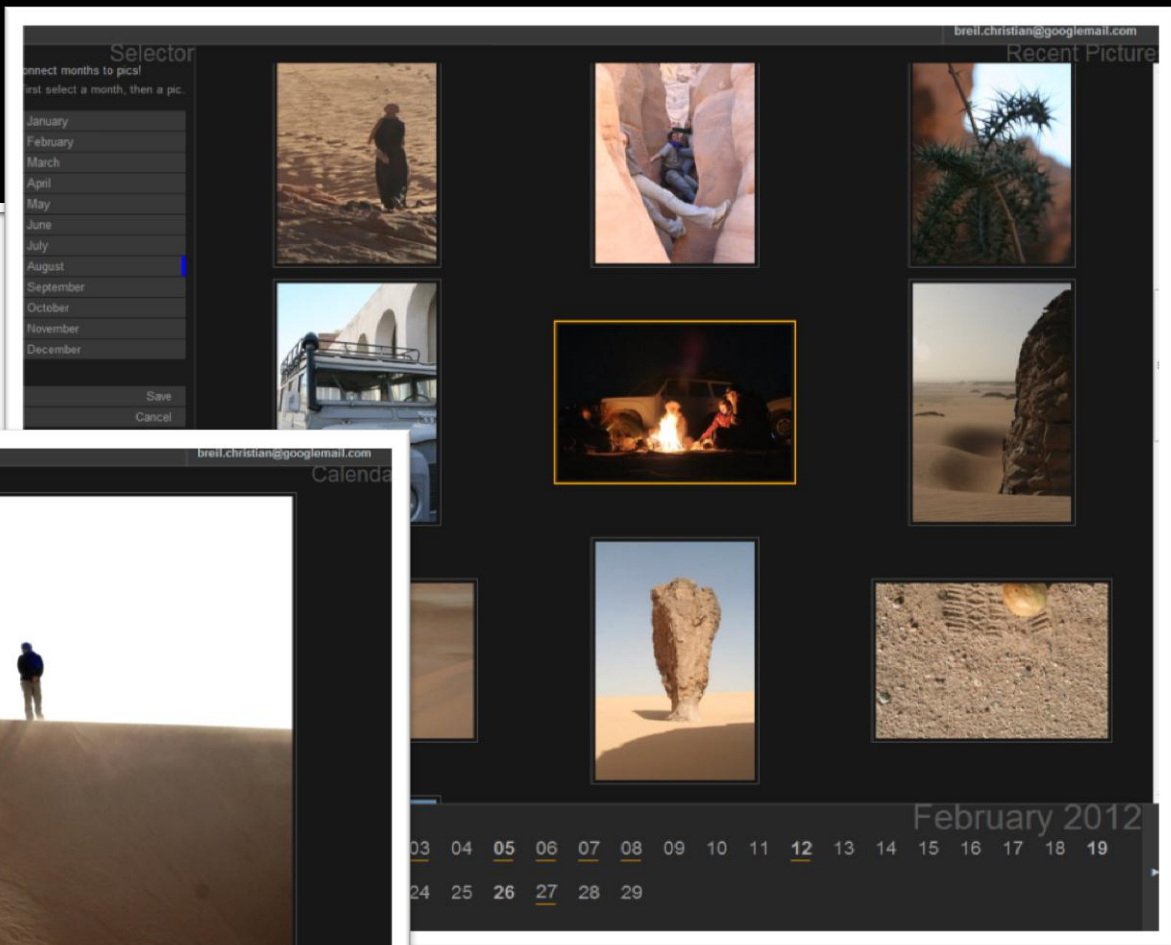 breil.christian@googlemail.com
Selector
Recent Picture
onnect months to pics!
irst select a month, then a pic.
January
February
March
April
May
June
July
August
September
October
November
December
Save
Cancel
breil.christian@googlemail.com
Calenda
February 2012
03 04 05 06 07 08 09 10 11 12 13 14 15 16 17 18 19
24 25 26 27 28 29